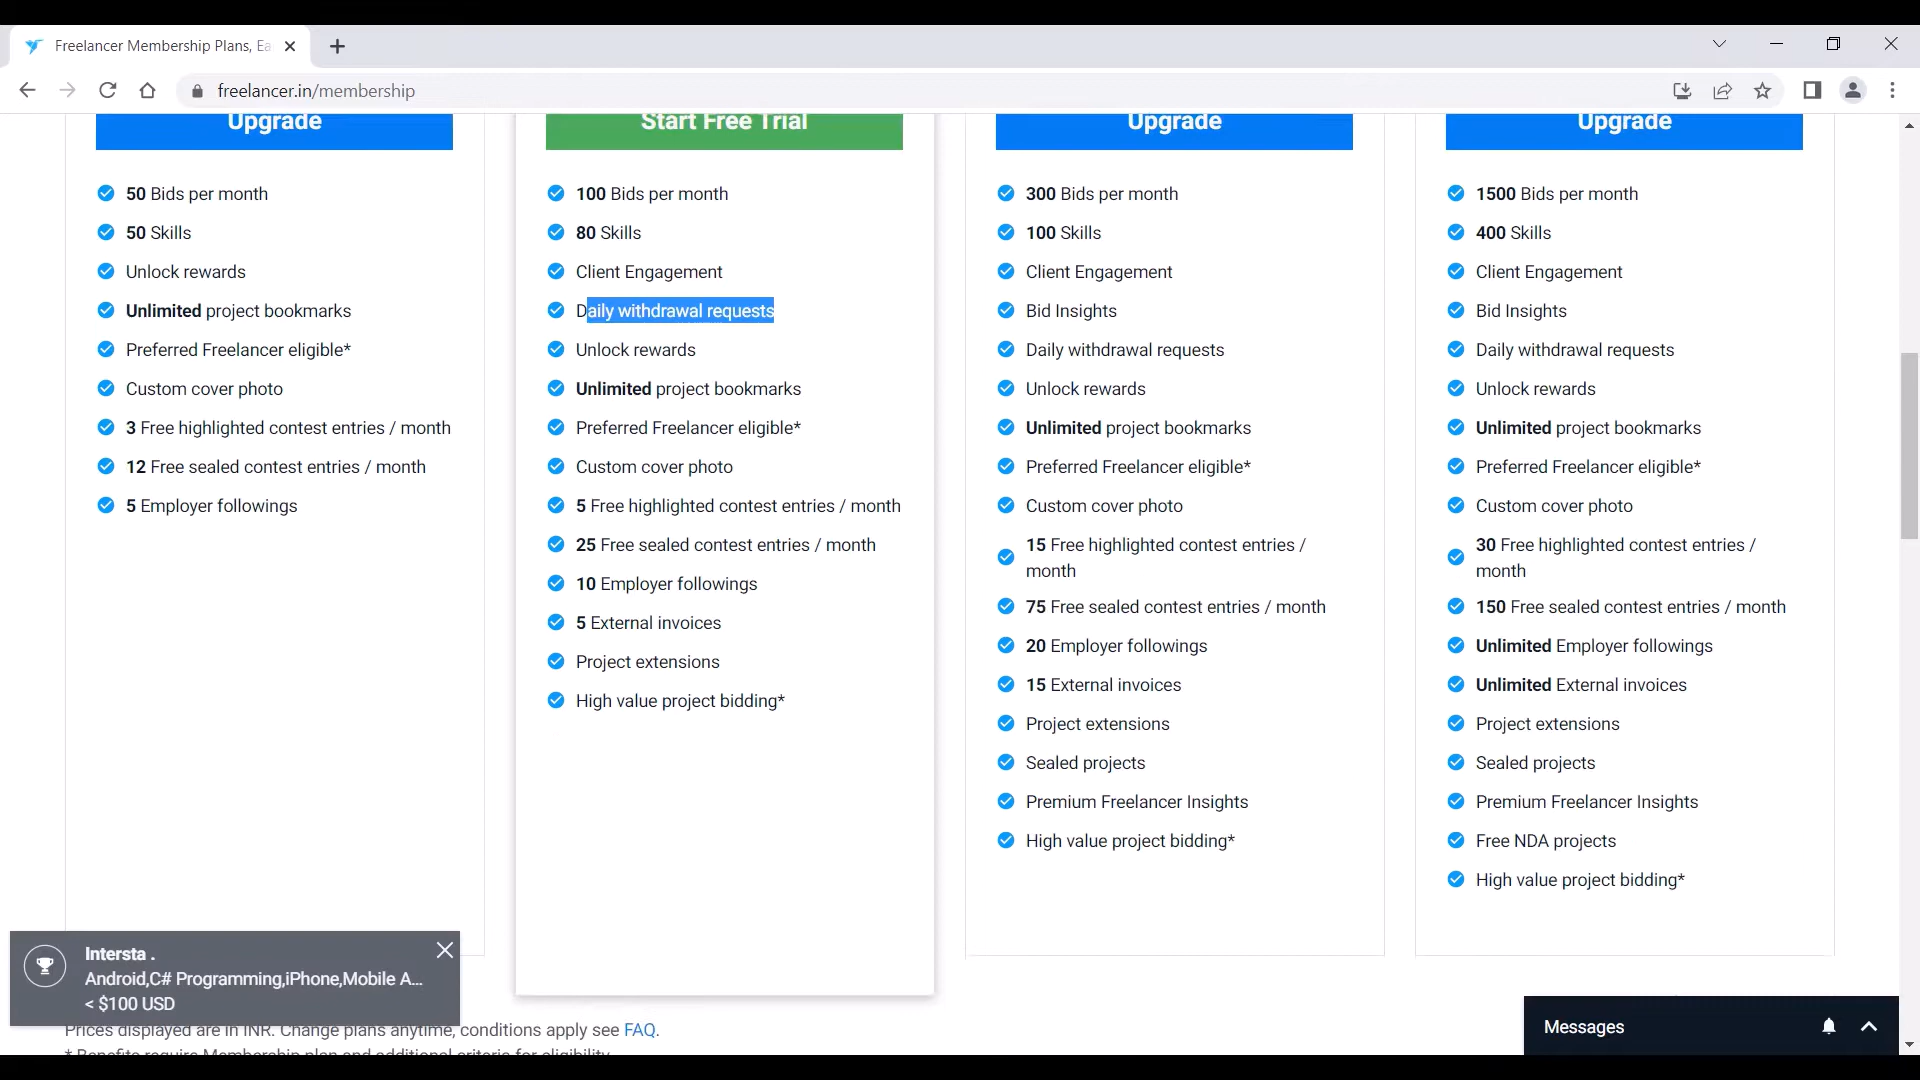 Freelancer Membership Plans, Ea
freelancer.in/membership
Upgrade
50 Bids per month
50 Skills
Unlock rewards
Unlimited project bookmarks
Preferred Freelancer eligible*
Custom cover photo
3 Free highlighted contest entries / month
12 Free sealed contest entries / month
5 Employer followings
Start Free Trial
100 Bids per month
80 Skills
Client Engagement
Daily withdrawal requests
Unlock rewards
Unlimited project bookmarks
Preferred Freelancer eligible*
Custom cover photo
5 Free highlighted contest entries / month
25 Free sealed contest entries / month
10 Employer followings
5 External invoices
Project extensions
High value project bidding*
Upgrade
300 Bids per month
100 Skills
Client Engagement
Bid Insights
Daily withdrawal requests
Unlock rewards
Unlimited project bookmarks
Preferred Freelancer eligible*
Custom cover photo
15 Free highlighted contest entries /
month
75 Free sealed contest entries / month
20 Employer followings
15 External invoices
Project extensions
Sealed projects
Premium Freelancer Insights
High value project bidding*
Upgrade
1500 Bids per month
400 Skills
Client Engagement
Bid Insights
Daily withdrawal requests
Unlock rewards
Unlimited project bookmarks
Preferred Freelancer eligible*
Custom cover photo
30 Free highlighted contest entries /
month
150 Free sealed contest entries / month
Unlimited Employer followings
Unlimited External invoices
Project extensions
Sealed projects
Premium Freelancer Insights
Free NDA projects
High value project bidding*
Intersta .
Android,C# Programming,iPhone,Mobile A...
< $100 USD
Prices displayed are in INR. Change plans anytime, conditions apply see FAQ.
* Benefits require Membership plan and additional criteria for eligibility
Messages